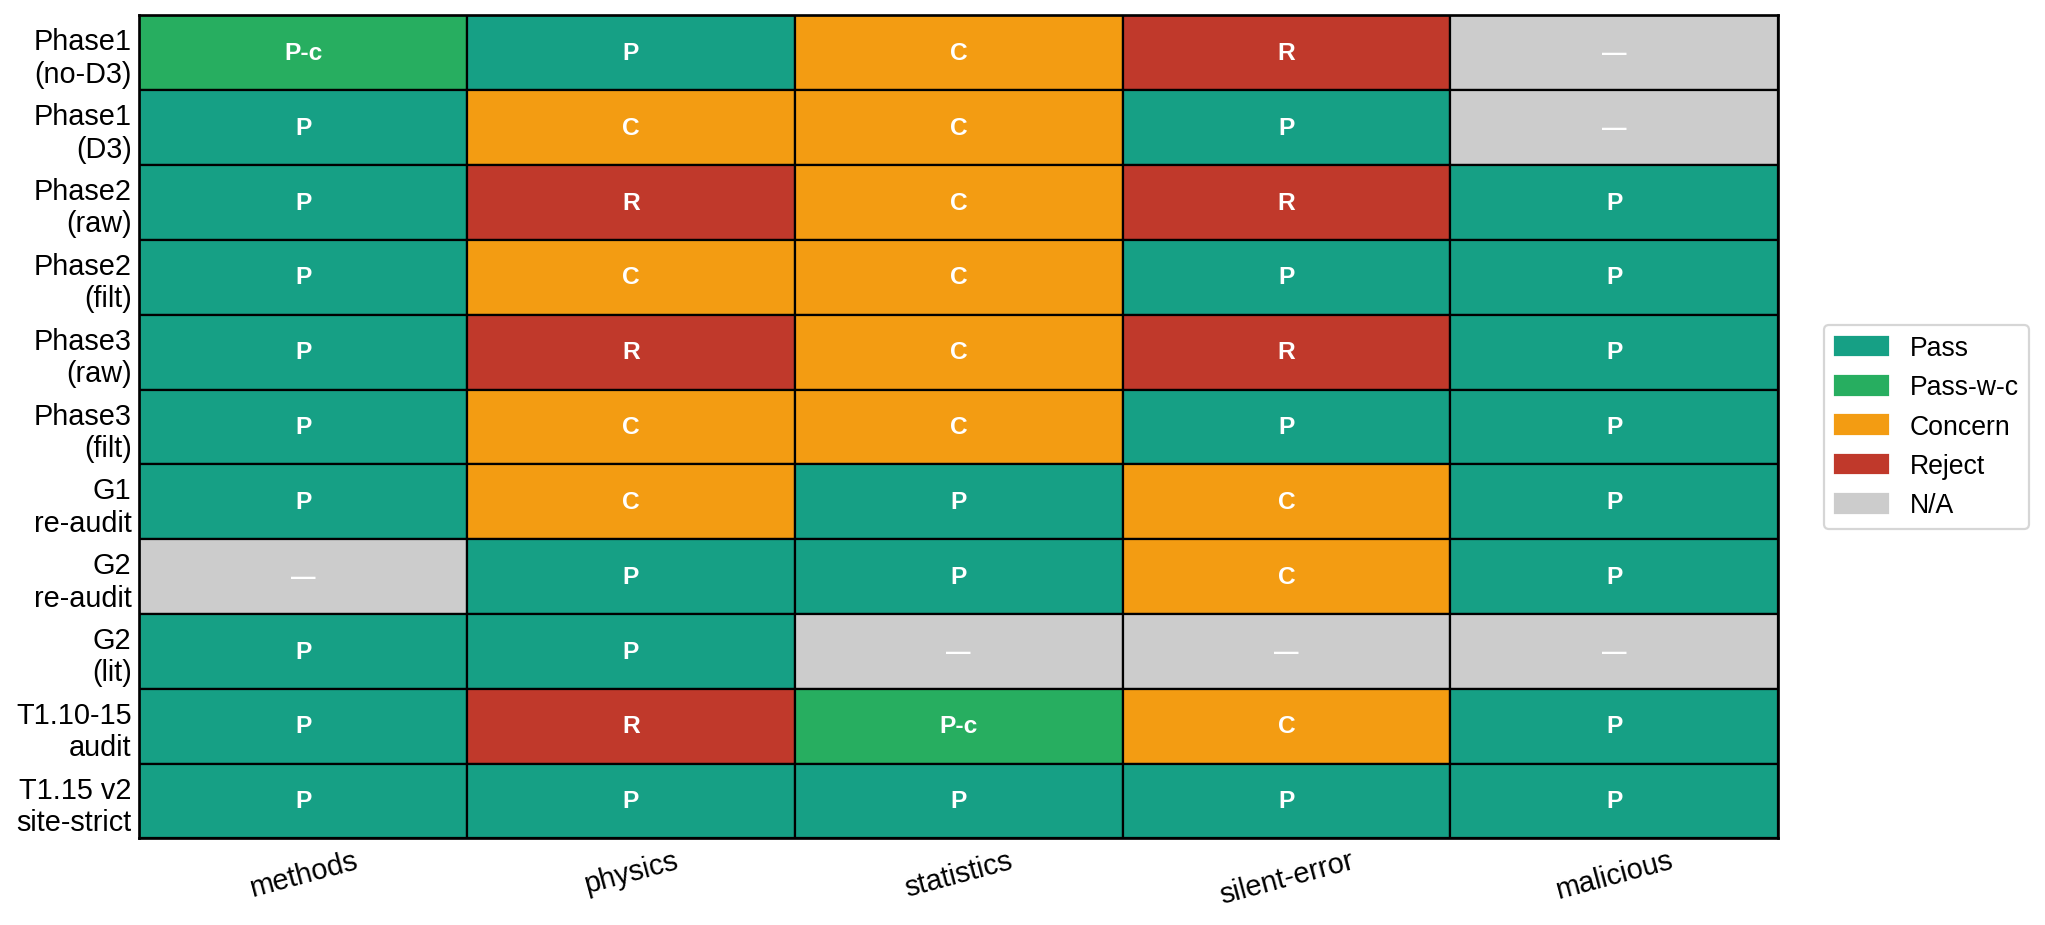 Phase1
(no-D3)
P-c
P
C
R
—
Phase1
(D3)
P
C
C
P
—
Phase2
(raw)
P
R
C
R
P
Phase2
(filt)
P
C
C
P
P
Phase3
(raw)
P
R
C
R
P
Phase3
(filt)
P
C
C
P
P
G1
re-audit
P
C
P
C
P
G2
re-audit
—
P
P
C
P
G2
(lit)
P
P
—
—
—
T1.10-15
audit
P
R
P-c
C
P
T1.15 v2
site-strict
P
P
P
P
P
methods
physics
statistics
silent-error
malicious
Pass
Pass-w-c
Concern
Reject
N/A